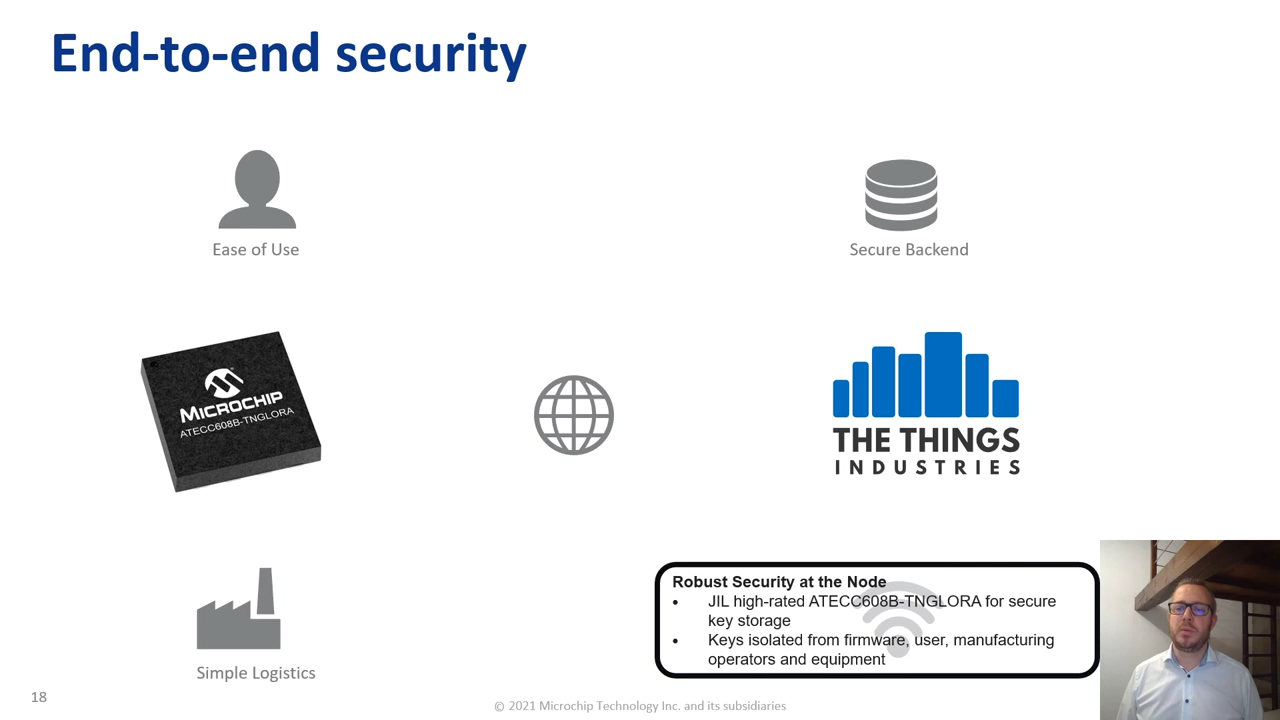 End-to-end security
Ease of Use
Secure Backend
MICROCHIP
ATECC608B-TNGLORA
THE THINGS
INDUSTRIES
Robust Security at the Node
• JIL high-rated ATECC608B-TNGLORA for secure
key storage
• Keys isolated from firmware, user, manufacturing
operators and equipment
Simple Logistics
18
© 2021 Microchip Technology Inc. and its subsidiaries